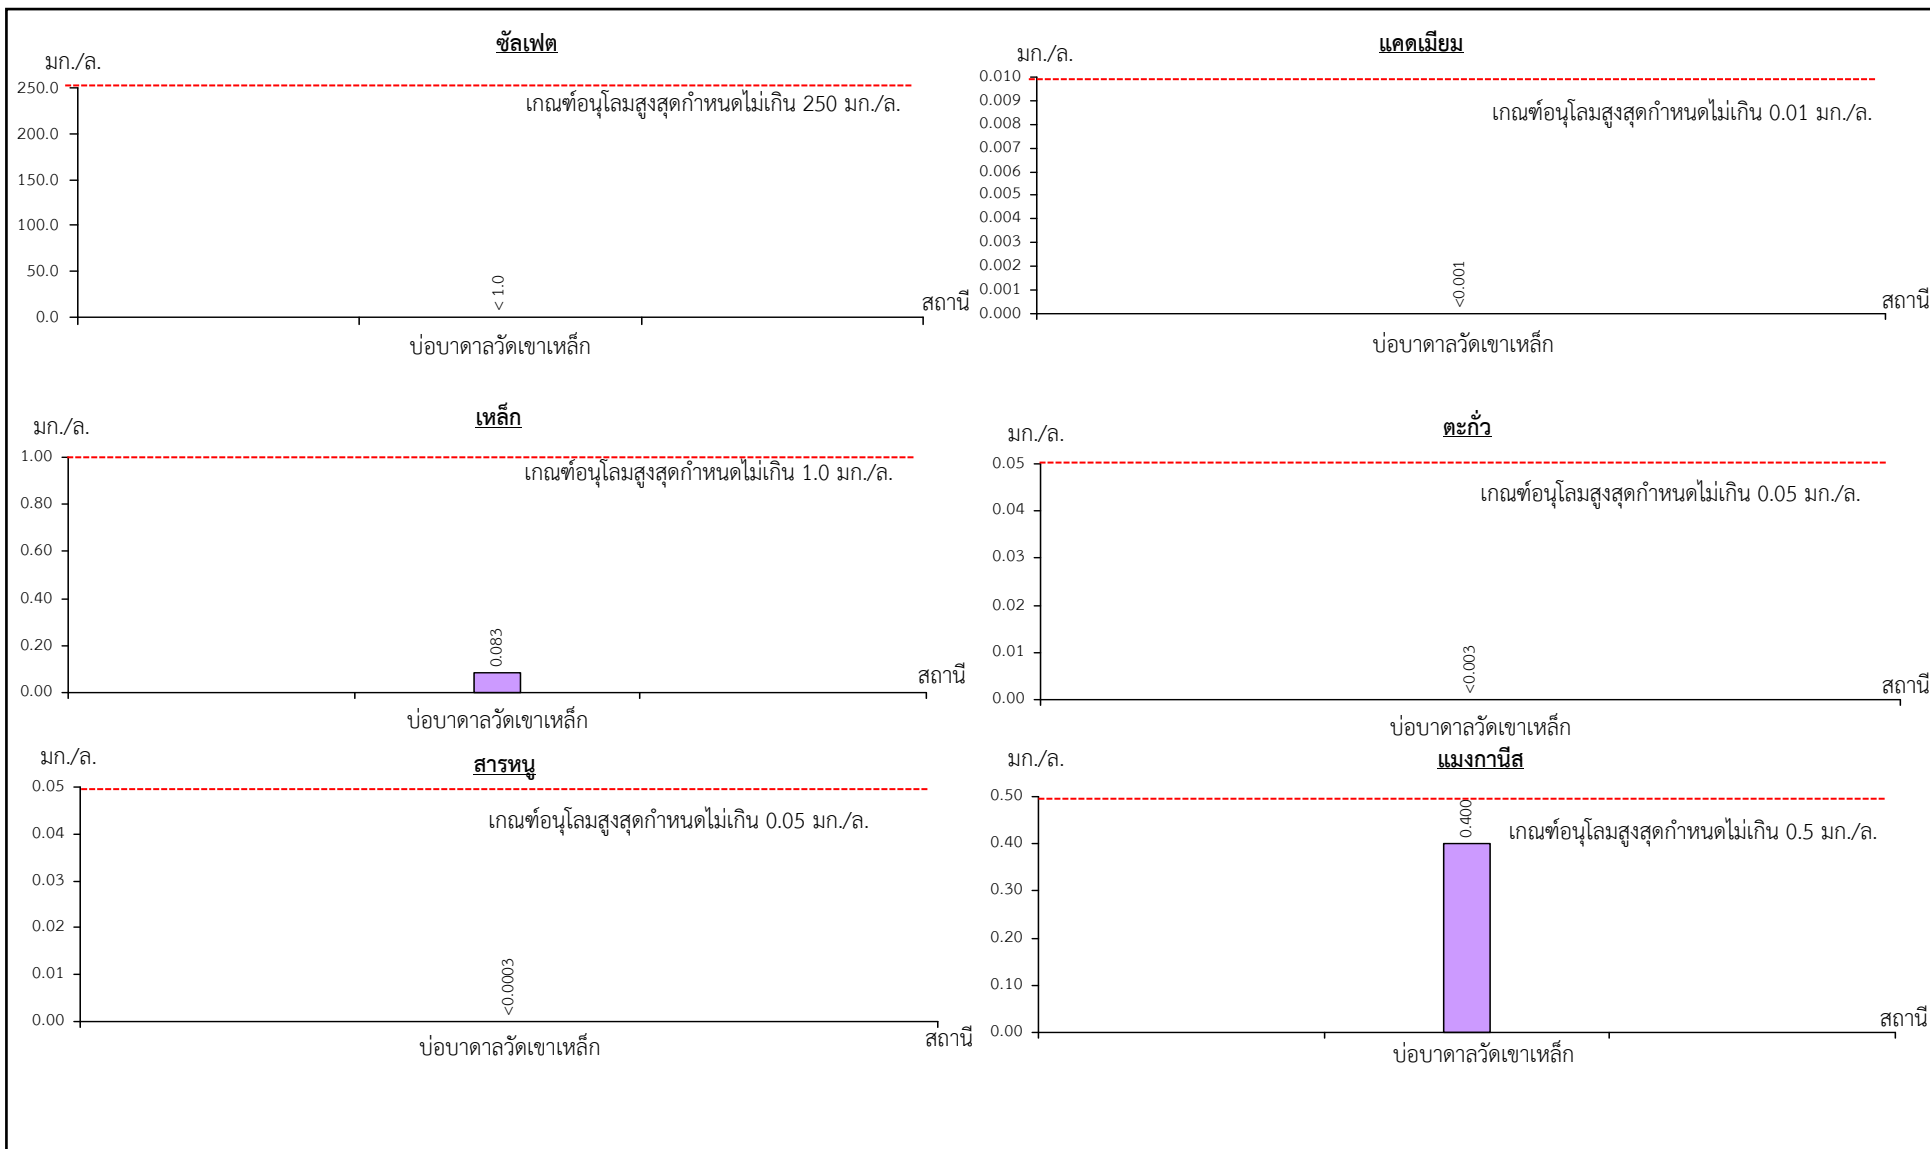 ซัลเฟต
มก./ล.
250.0
200.0
150.0
100.0
50.0
0.0
เกณฑ์อนุโลมสูงสุดกำหนดไม่เกิน 250 มก./ล.
< 1.0
สถานี
บ่อบาดาลวัดเขาเหล็ก
แคดเมียม
มก./ล.
0.010
0.009
0.008
0.007
0.006
0.005
0.004
0.003
0.002
0.001
0.000
เกณฑ์อนุโลมสูงสุดกำหนดไม่เกิน 0.01 มก./ล.
<0.001
สถานี
บ่อบาดาลวัดเขาเหล็ก
เหล็ก
มก./ล.
1.00
0.80
0.60
0.40
0.20
0.00
เกณฑ์อนุโลมสูงสุดกำหนดไม่เกิน 1.0 มก./ล.
0.083
สถานี
บ่อบาดาลวัดเขาเหล็ก
ตะกั่ว
มก./ล.
0.05
0.04
0.03
0.02
0.01
0.00
เกณฑ์อนุโลมสูงสุดกำหนดไม่เกิน 0.05 มก./ล.
<0.003
สถานี
บ่อบาดาลวัดเขาเหล็ก
สารหนู
มก./ล.
0.05
0.04
0.03
0.02
0.01
0.00
เกณฑ์อนุโลมสูงสุดกำหนดไม่เกิน 0.05 มก./ล.
<0.0003
สถานี
บ่อบาดาลวัดเขาเหล็ก
แมงกานีส
มก./ล.
0.50
0.40
0.30
0.20
0.10
0.00
0.400
เกณฑ์อนุโลมสูงสุดกำหนดไม่เกิน 0.5 มก./ล.
สถานี
บ่อบาดาลวัดเขาเหล็ก